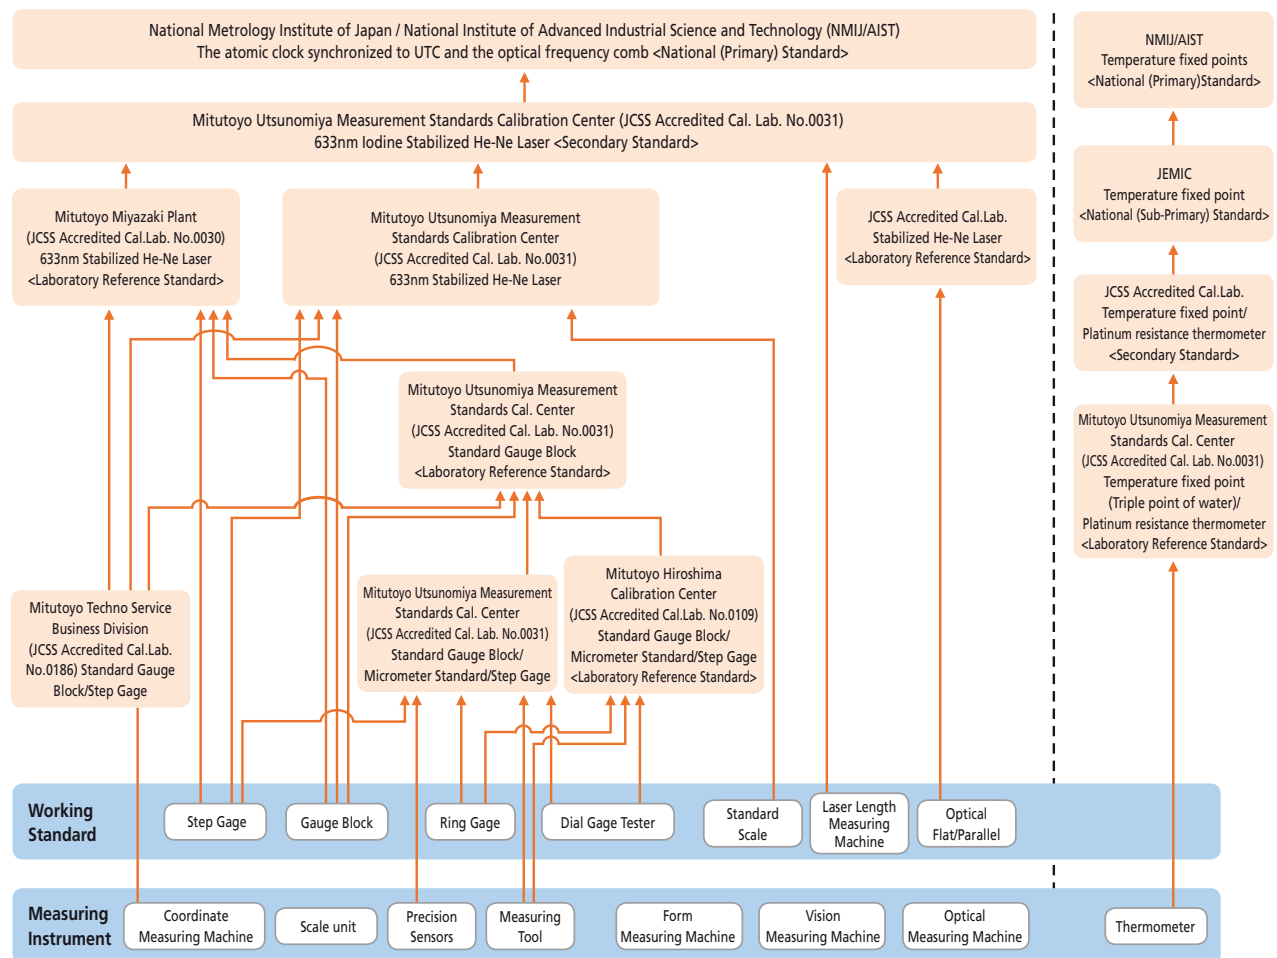 National Metrology Institute of Japan / National Institute of Advanced Industrial Science and Technology (NMIJ/AIST)
The atomic clock synchronized to UTC and the optical frequency comb <National (Primary) Standard>
NMIJ/AIST
Temperature fixed points
<National (Primary)Standard>
Mitutoyo Utsunomiya Measurement Standards Calibration Center (JCSS Accredited Cal. Lab. No.0031)
633nm Iodine Stabilized He-Ne Laser <Secondary Standard>
JEMIC
Temperature fixed point
<National (Sub-Primary) Standard>
Mitutoyo Miyazaki Plant
(JCSS Accredited Cal.Lab. No.0030)
633nm Stabilized He-Ne Laser
<Laboratory Reference Standard>
Mitutoyo Utsunomiya Measurement
Standards Calibration Center
(JCSS Accredited Cal. Lab. No.0031)
633nm Stabilized He-Ne Laser
JCSS Accredited Cal.Lab.
Stabilized He-Ne Laser
<Laboratory Reference Standard>
JCSS Accredited Cal.Lab.
Temperature fixed point/
Platinum resistance thermometer
<Secondary Standard>
Mitutoyo Utsunomiya Measurement
Standards Cal. Center
(JCSS Accredited Cal. Lab. No.0031)
Standard Gauge Block
<Laboratory Reference Standard>
Mitutoyo Utsunomiya Measurement
Standards Cal. Center
(JCSS Accredited Cal. Lab. No.0031)
Temperature fixed point
(Triple point of water)/
Platinum resistance thermometer
<Laboratory Reference Standard>
Mitutoyo Techno Service
Business Division
(JCSS Accredited Cal.Lab.
No.0186) Standard Gauge
Block/Step Gage
Mitutoyo Utsunomiya Measurement
Standards Cal. Center
(JCSS Accredited Cal. Lab. No.0031)
Standard Gauge Block/
Micrometer Standard/Step Gage
Mitutoyo Hiroshima
Calibration Center
(JCSS Accredited Cal.Lab. No.0109)
Standard Gauge Block/
Micrometer Standard/Step Gage
<Laboratory Reference Standard>
Working
Standard
Step Gage
Gauge Block
Ring Gage
Dial Gage Tester
Standard
Scale
Laser Length
Measuring
Machine
Optical
Flat/Parallel
Measuring
Instrument
Coordinate
Measuring Machine
Scale unit
Precision
Sensors
Measuring
Tool
Form
Measuring Machine
Vision
Measuring Machine
Optical
Measuring Machine
Thermometer